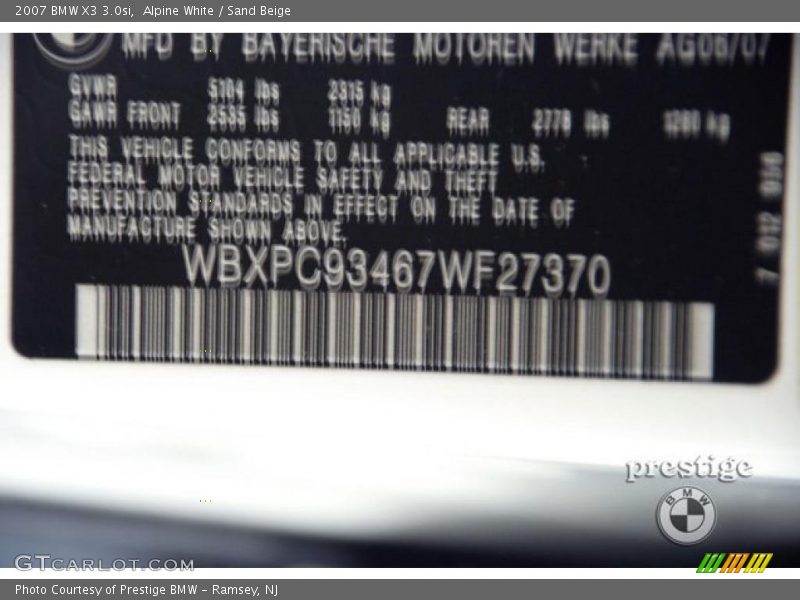 2007 BMW X3 3.0si,  Alpine White / Sand Beige
MFD BY BAYERISCHE MOTOREN WERKE AG06/07
GVWR 5104 lbs 2315 kg
GAWR FRONT 2535 lbs 1150 kg REAR 2778 lbs 1260 kg
THIS VEHICLE CONFORMS TO ALL APPLICABLE U.S.
FEDERAL MOTOR VEHICLE SAFETY AND THEFT
PREVENTION STANDARDS IN EFFECT ON THE DATE OF
MANUFACTURE SHOWN ABOVE.
WBXPC93467WF27370
7 012 030
prestige
BMW
GTCARLOT.COM
Photo Courtesy of Prestige BMW - Ramsey, NJ